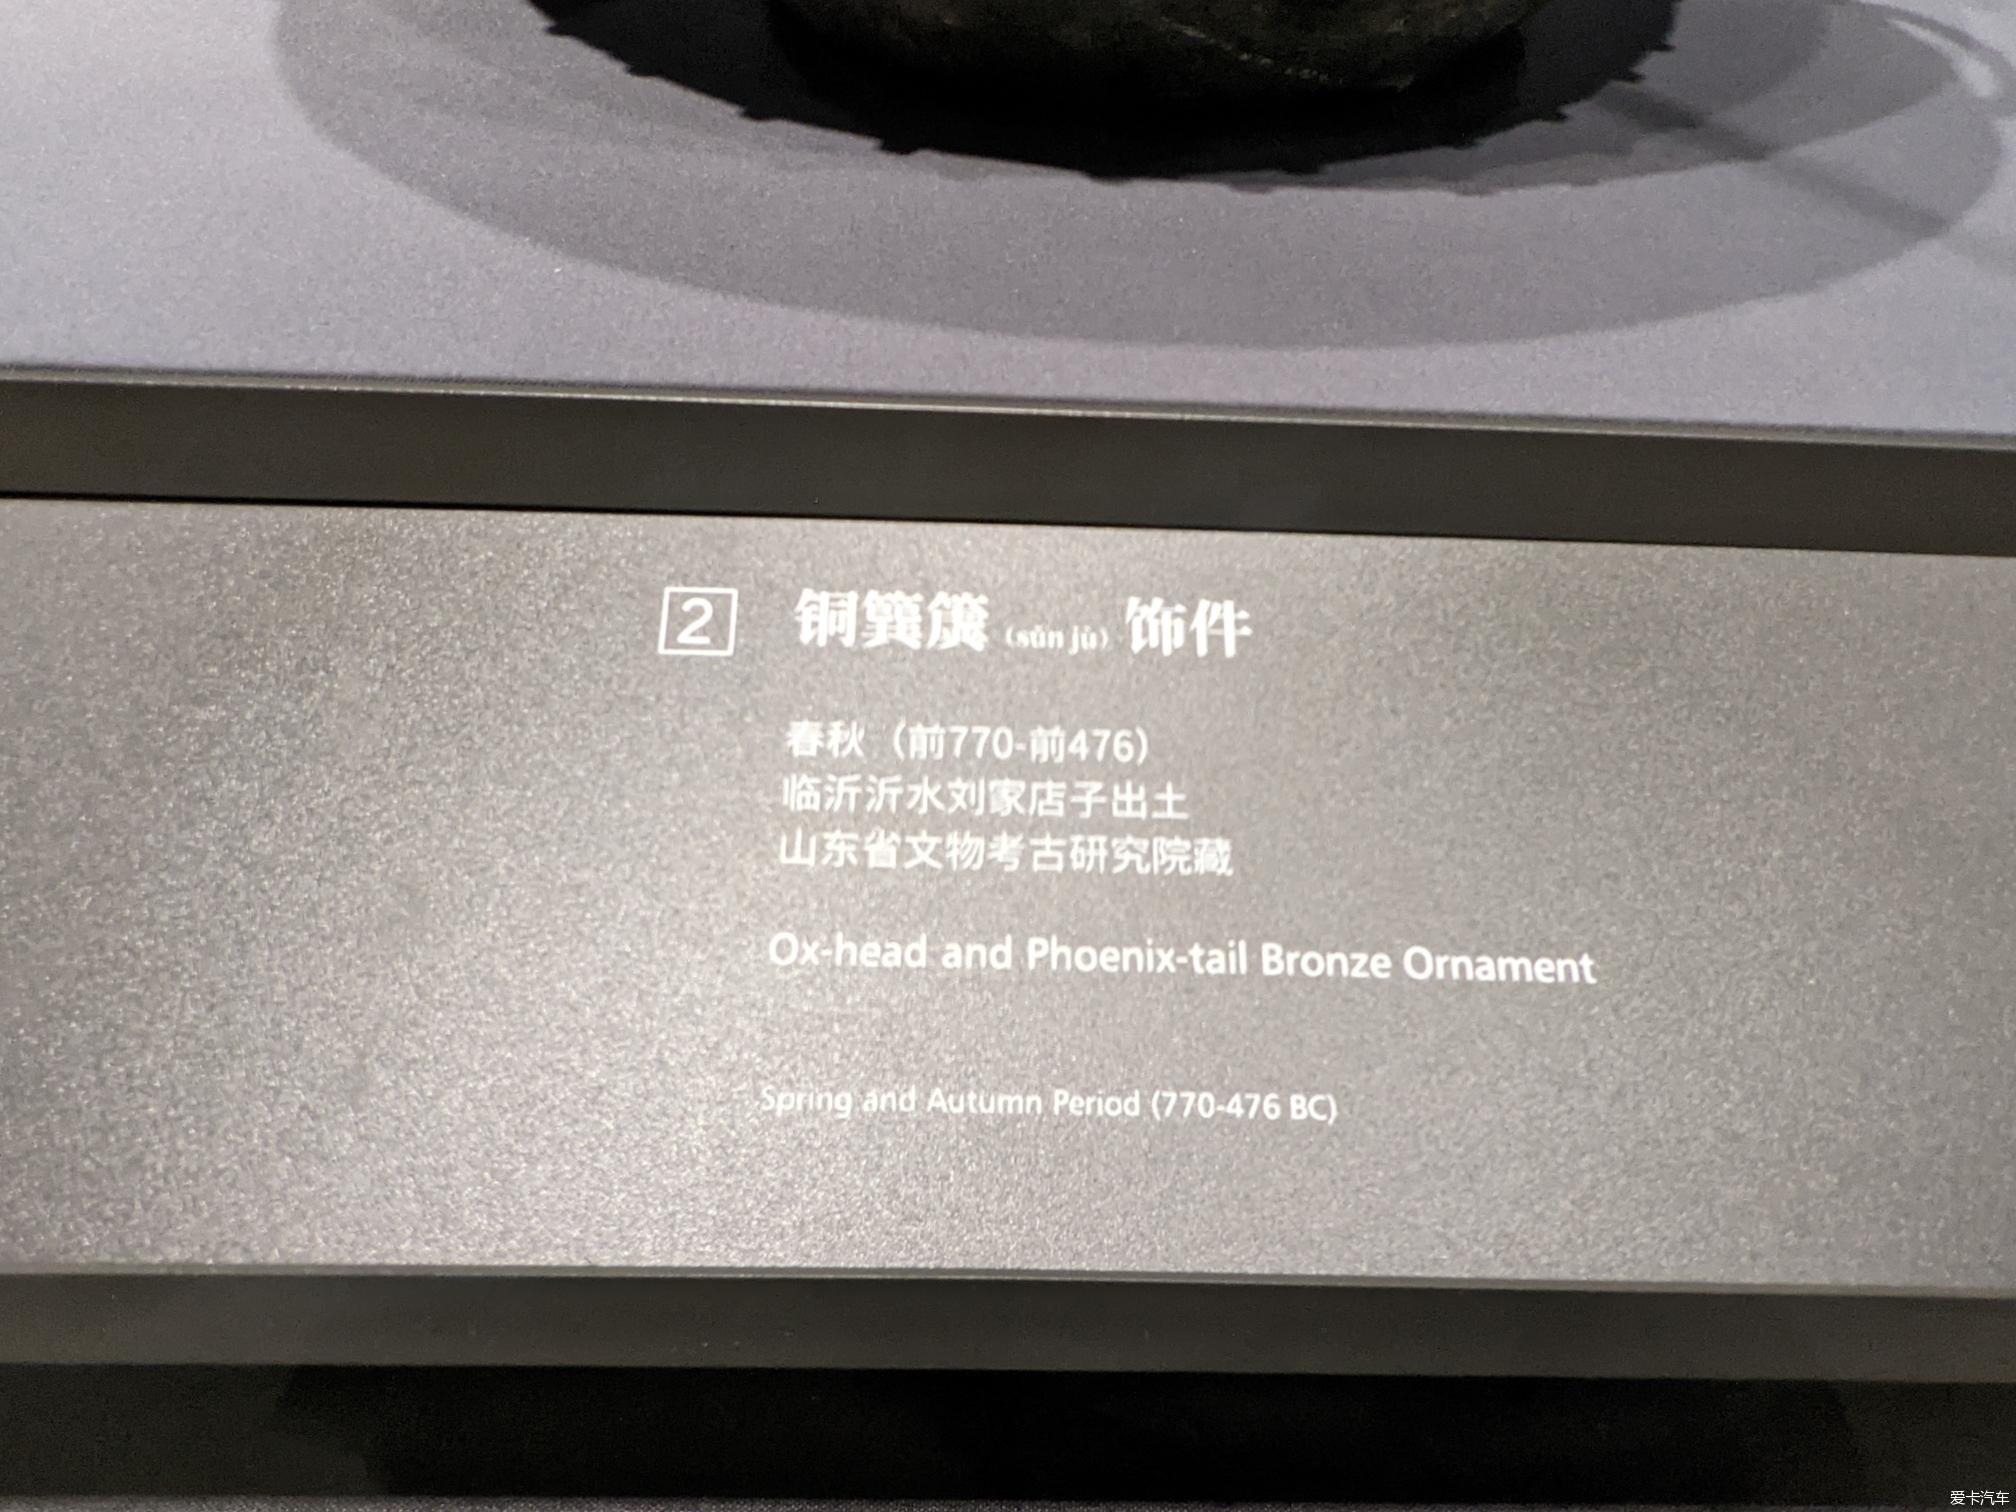 2 铜簨簴 (sǔn jù) 饰件
春秋（前770-前476）
临沂沂水刘家店子出土
山东省文物考古研究院藏
Ox-head and Phoenix-tail Bronze Ornament
Spring and Autumn Period (770-476 BC)
爱卡汽车